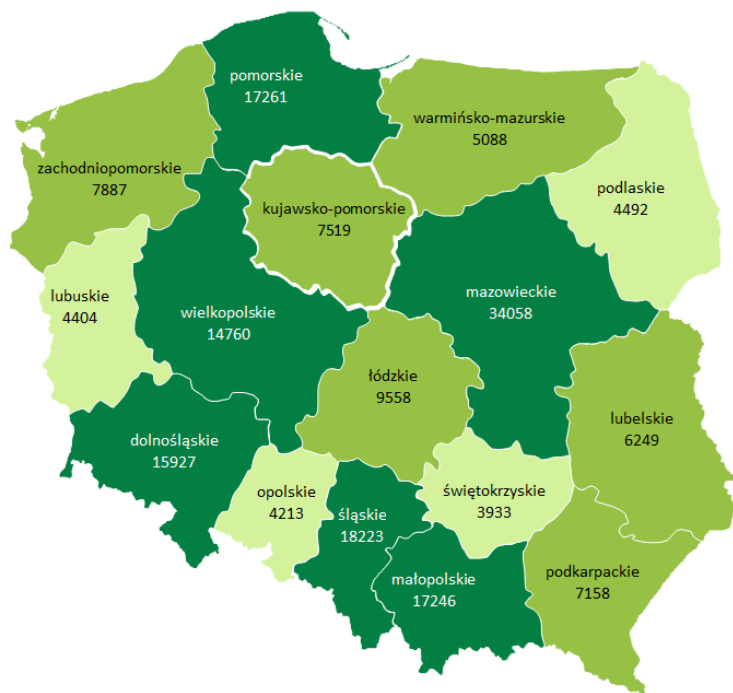 pomorskie
17261
warmińsko-mazurskie
5088
zachodniopomorskie
7887
podlaskie
4492
kujawsko-pomorskie
7519
mazowieckie
34058
lubuskie
4404
wielkopolskie
14760
łódzkie
9558
lubelskie
6249
dolnośląskie
15927
opolskie
4213
śląskie
18223
świętokrzyskie
3933
małopolskie
17246
podkarpackie
7158